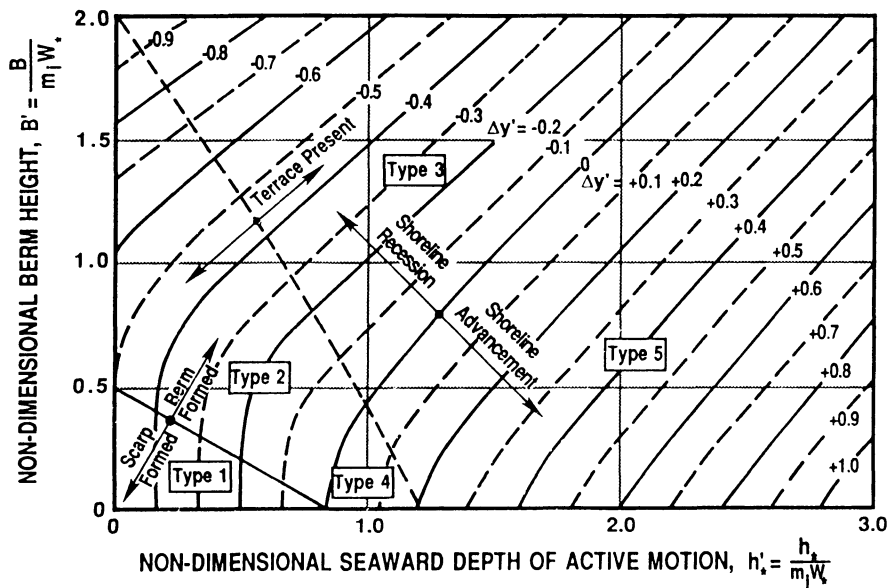 NON-DIMENSIONAL BERM HEIGHT, B' = B / m_i W_*
2.0
1.5
1.0
0.5
0
-0.9
-0.8
-0.7
-0.6
-0.5
-0.4
-0.3
Δy' = -0.2
-0.1
0
Δy' = +0.1
+0.2
+0.3
+0.4
+0.5
+0.6
+0.7
+0.8
+0.9
+1.0
Terrace Present
Type 3
Shoreline
Recession
Shoreline
Advancement
Type 5
Type 2
Berm
Formed
Scarp
Formed
Type 1
Type 4
0
1.0
2.0
3.0
NON-DIMENSIONAL SEAWARD DEPTH OF ACTIVE MOTION, h'_* = h_* / m_i W_*